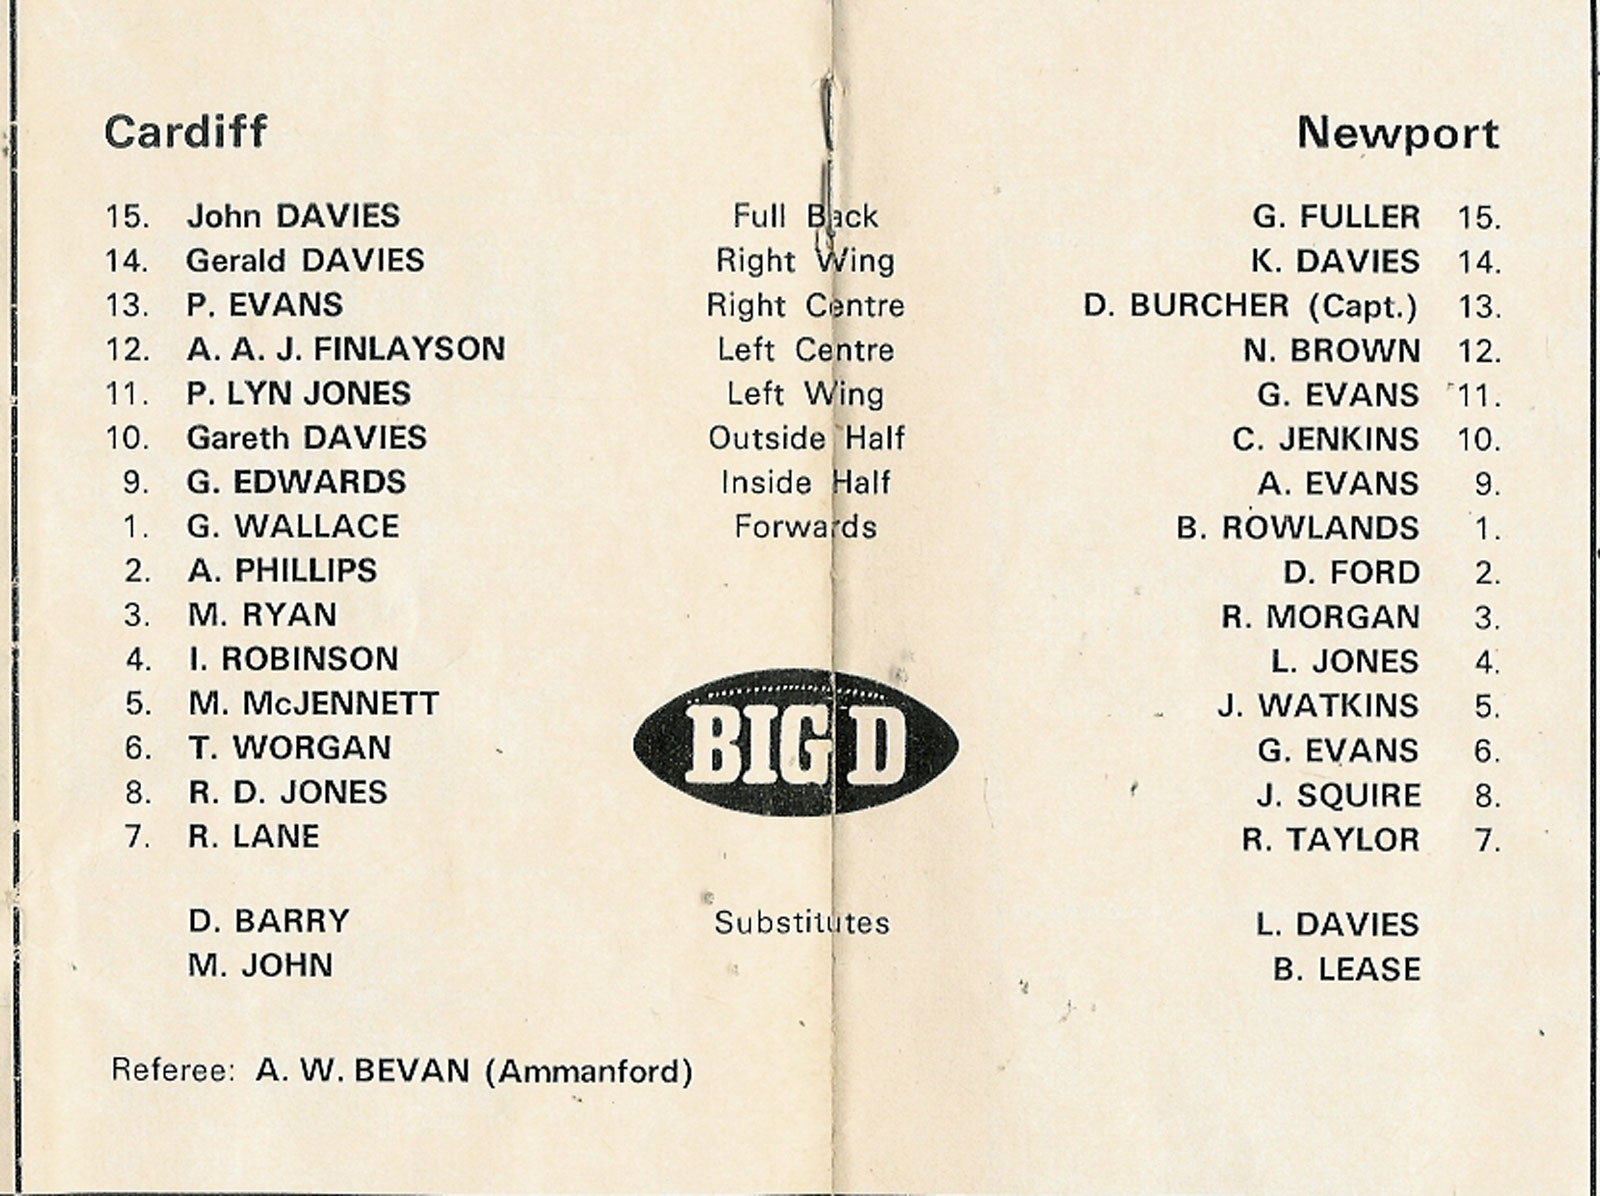 Cardiff Newport
15. John DAVIES Full Back G. FULLER 15.
14. Gerald DAVIES Right Wing K. DAVIES 14.
13. P. EVANS Right Centre D. BURCHER (Capt.) 13.
12. A. A. J. FINLAYSON Left Centre N. BROWN 12.
11. P. LYN JONES Left Wing G. EVANS 11.
10. Gareth DAVIES Outside Half C. JENKINS 10.
9. G. EDWARDS Inside Half A. EVANS 9.
1. G. WALLACE Forwards B. ROWLANDS 1.
2. A. PHILLIPS D. FORD 2.
3. M. RYAN R. MORGAN 3.
4. I. ROBINSON L. JONES 4.
5. M. McJENNETT J. WATKINS 5.
6. T. WORGAN BIG D G. EVANS 6.
8. R. D. JONES J. SQUIRE 8.
7. R. LANE R. TAYLOR 7.
D. BARRY Substitutes L. DAVIES
M. JOHN B. LEASE
Referee: A. W. BEVAN (Ammanford)